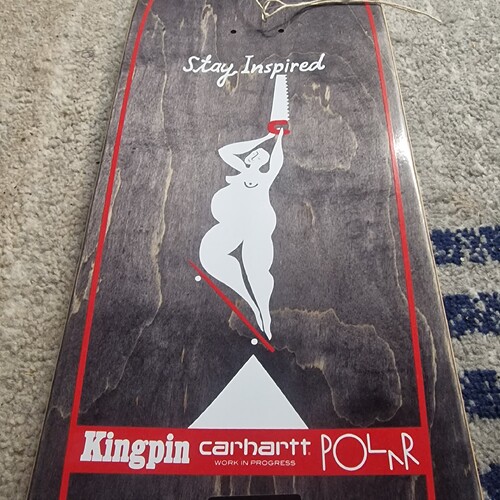 Stay Inspired
Kingpin carhartt. POLAR
WORK IN PROGRESS